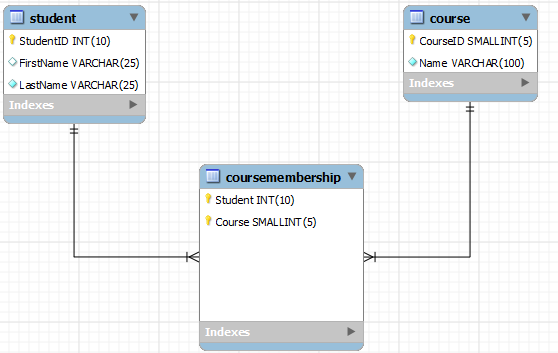 student
StudentID INT(10)
FirstName VARCHAR(25)
LastName VARCHAR(25)
Indexes
course
CourseID SMALLINT(5)
Name VARCHAR(100)
Indexes
coursemembership
Student INT(10)
Course SMALLINT(5)
Indexes